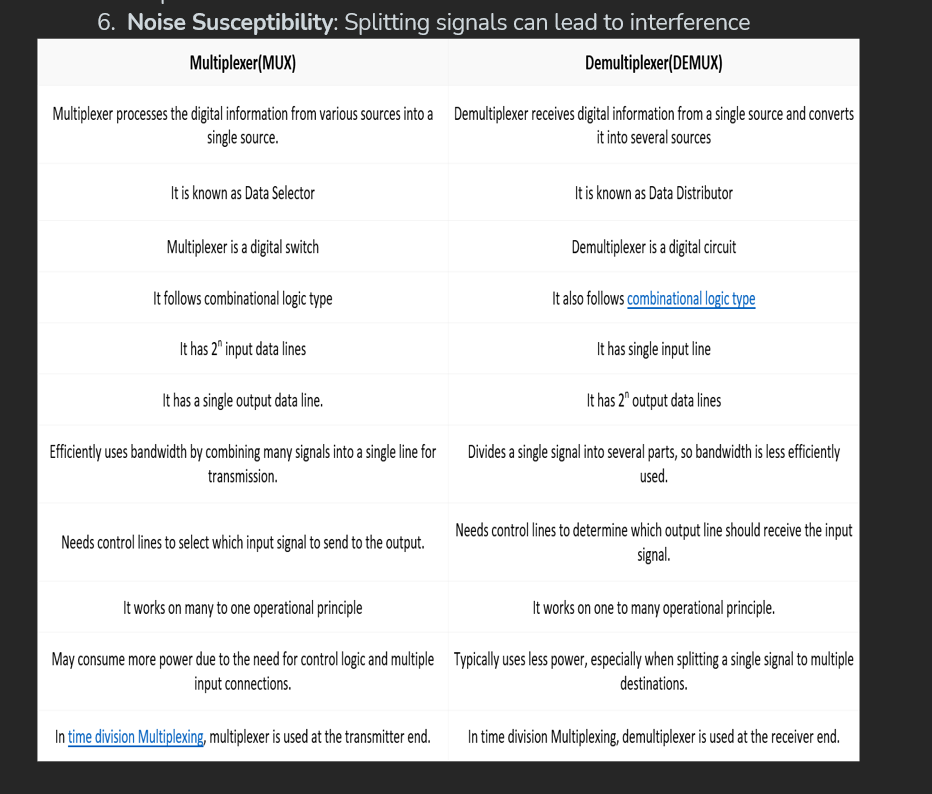 6. Noise Susceptibility: Splitting signals can lead to interference
Multiplexer(MUX)
Demultiplexer(DEMUX)
Multiplexer processes the digital information from various sources into a
single source.
Demultiplexer receives digital information from a single source and converts
it into several sources
It is known as Data Selector
It is known as Data Distributor
Multiplexer is a digital switch
Demultiplexer is a digital circuit
It follows combinational logic type
It also follows combinational logic type
It has 2ⁿ input data lines
It has single input line
It has a single output data line.
It has 2ⁿ output data lines
Efficiently uses bandwidth by combining many signals into a single line for
transmission.
Divides a single signal into several parts, so bandwidth is less efficiently
used.
Needs control lines to select which input signal to send to the output.
Needs control lines to determine which output line should receive the input
signal.
It works on many to one operational principle
It works on one to many operational principle.
May consume more power due to the need for control logic and multiple
input connections.
Typically uses less power, especially when splitting a single signal to multiple
destinations.
In time division Multiplexing, multiplexer is used at the transmitter end.
In time division Multiplexing, demultiplexer is used at the receiver end.